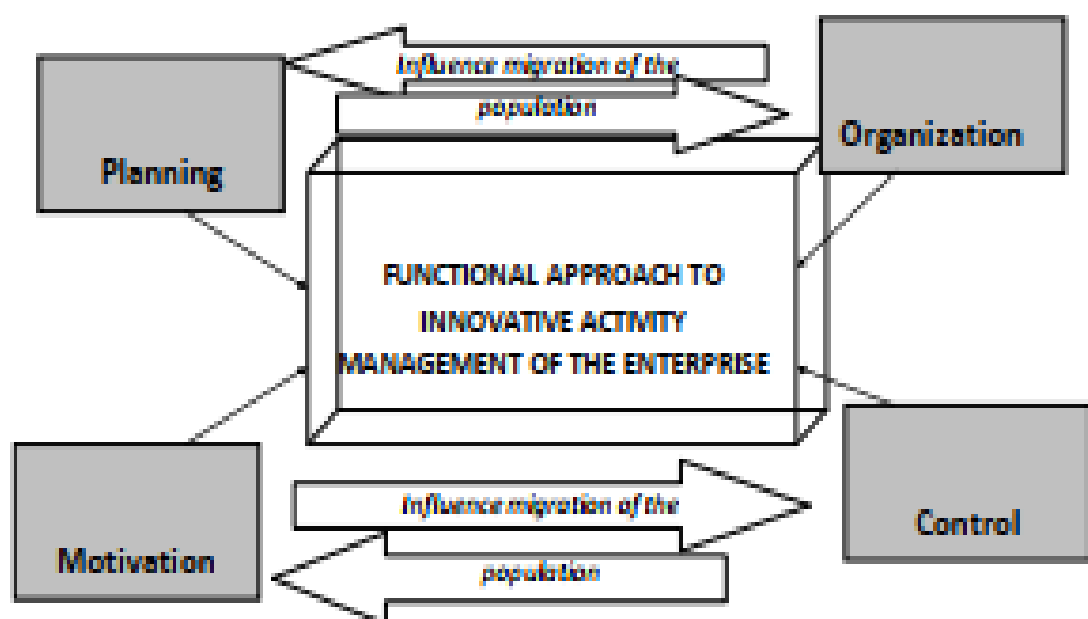 Influence migration of the
population
Organization
Planning
FUNCTIONAL APPROACH TO
INNOVATIVE ACTIVITY
MANAGEMENT OF THE ENTERPRISE
Influence migration of the
population
Control
Motivation